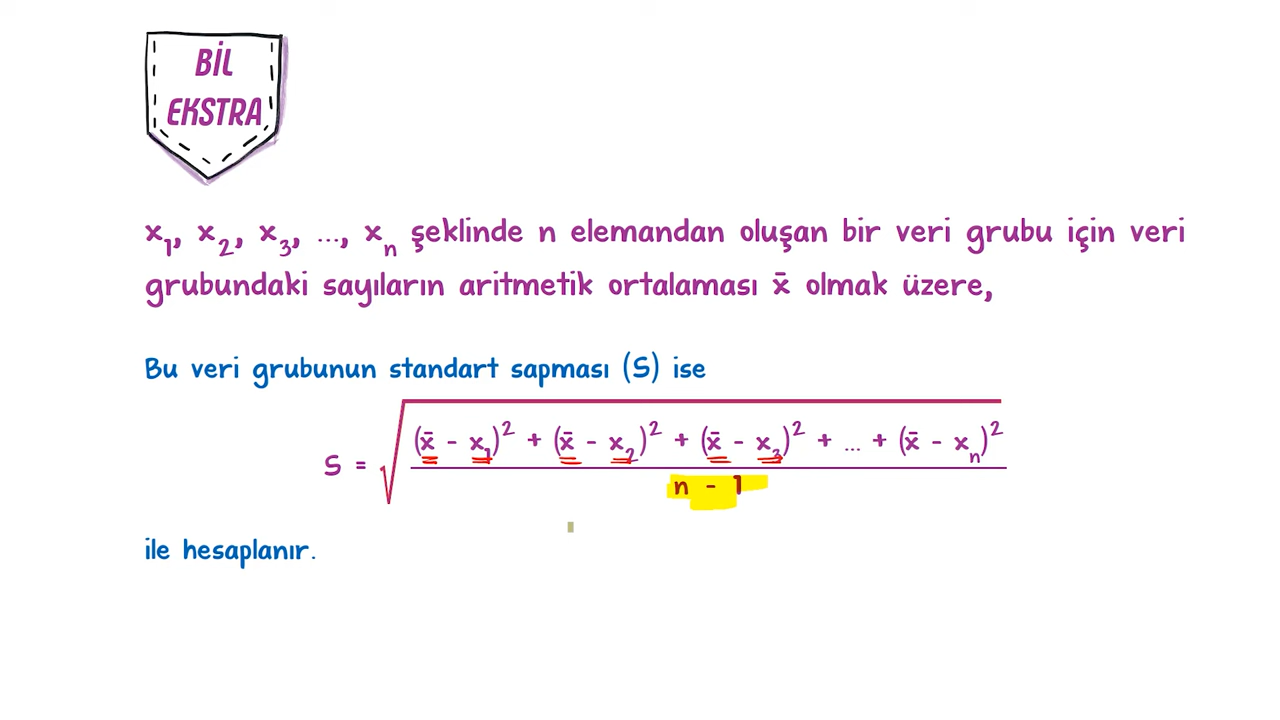 BİL
EKSTRA
x₁, x₂, x₃, ..., xₙ şeklinde n elemandan oluşan bir veri grubu için veri
grubundaki sayıların aritmetik ortalaması x̄ olmak üzere,
Bu veri grubunun standart sapması (S) ise
S = √((x̄ - x₁)² + (x̄ - x₂)² + (x̄ - x₃)² + ... + (x̄ - xₙ)²
n - 1
ile hesaplanır.